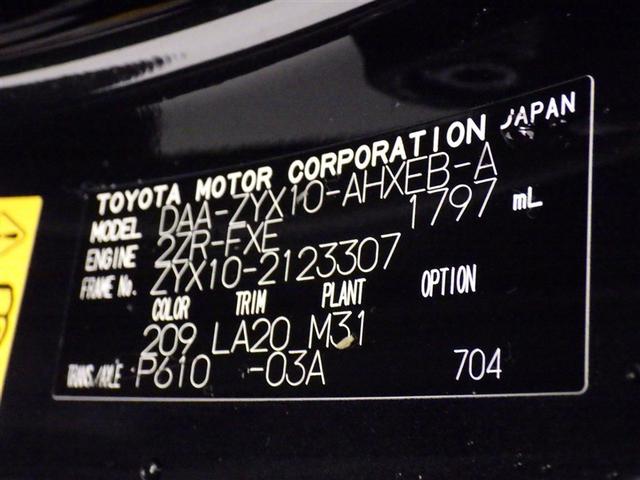 TOYOTA MOTOR CORPORATION JAPAN
MODEL DAA-ZYX10-AHXEB-A
ENGINE 2ZR-FXE 1797 mL
FRAME No. ZYX10-2123307
COLOR TRIM PLANT OPTION
209 LA20 M31
TRANS./AXLE P610 -03A 704